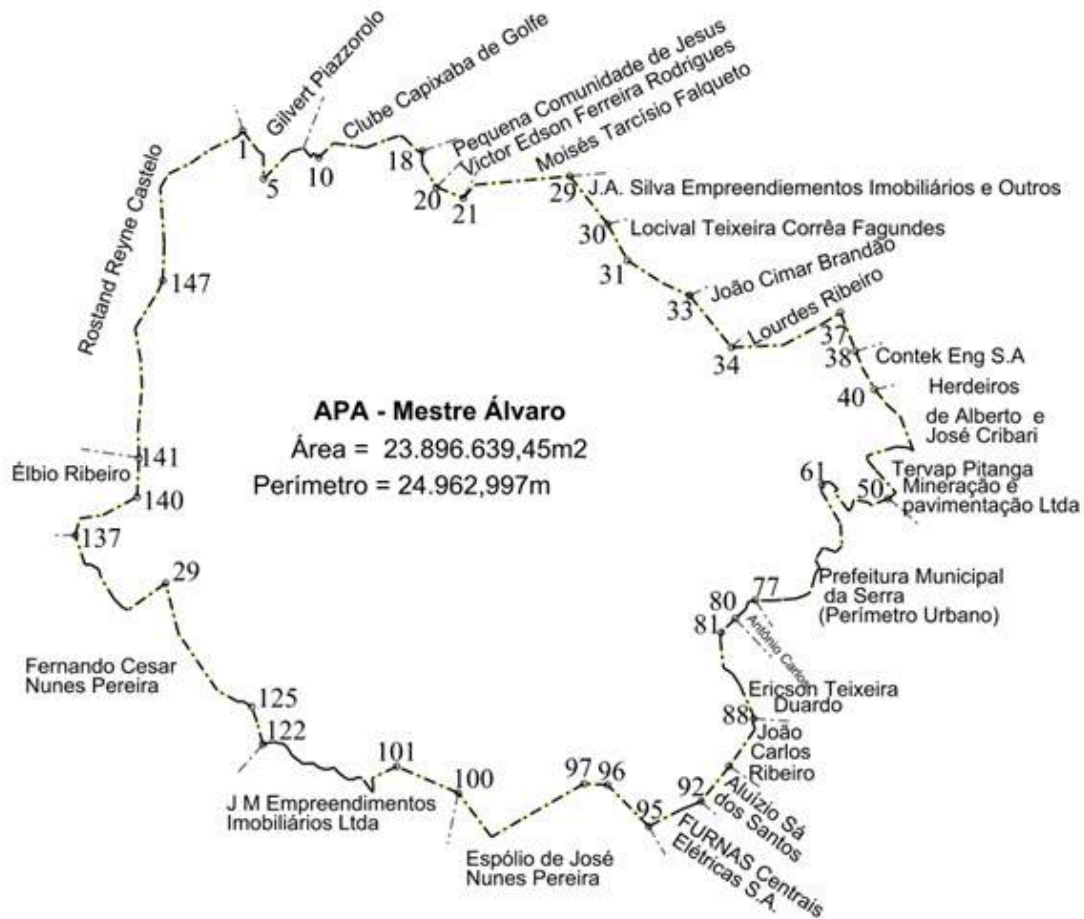 Gilvert Piazzorolo
Clube Capixaba de Golfe
Pequena Comunidade de Jesus
Victor Edson Ferreira Rodrigues
Moisés Tarcísio Falqueto
1
5
10
18
20
21
29
J.A. Silva Empreendiementos Imobiliários e Outros
30
Locival Teixeira Corrêa Fagundes
31
33
João Cimar Brandão
34
Lourdes Ribeiro
37
38
Contek Eng S.A
40
Herdeiros
de Alberto e
José Cribari
Rostand Reyne Castelo
147
APA - Mestre Álvaro
Área = 23.896.639,45m2
Perímetro = 24.962,997m
141
Élbio Ribeiro
140
137
61
50
Tervap Pitanga
Mineração e
pavimentação Ltda
29
77
Prefeitura Municipal
da Serra
(Perímetro Urbano)
80
81
Antônio Carlos
Fernando Cesar
Nunes Pereira
Ericson Teixeira
Duardo
125
122
88
João
Carlos
Ribeiro
101
100
97
96
92
Aluízio Sá
dos Santos
95
J M Empreendimentos
Imobiliários Ltda
FURNAS Centrais
Elétricas S.A.
Espólio de José
Nunes Pereira